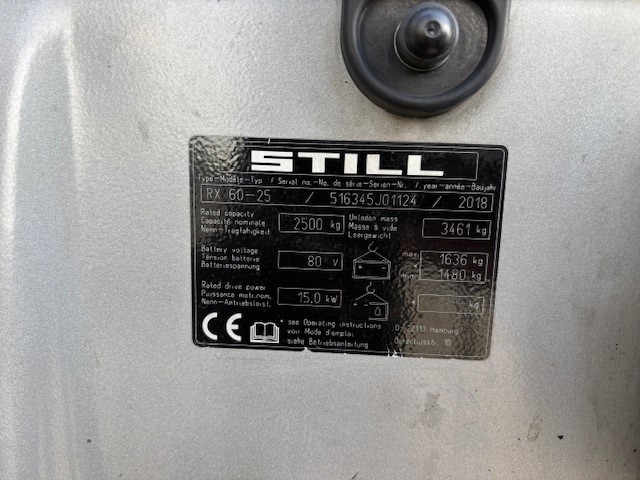 STILL
Type-Modèle-Typ / Serial no.-No. de série-Serien-Nr. / year-année-Baujahr
RX 60-25 / 516345J01124 / 2018
Rated capacity
Capacité nominale
Nenn-Tragfähigkeit
2500 kg
Unladen mass
Masse à vide
Leergewicht
3461 kg
Battery voltage
Tension batterie
Batteriespannung
80 V
max 1636 kg
min 1480 kg
Rated drive power
Puissance motr.nom.
Nenn-Antriebsleist.
15.0 kW
* kg
CE
* see Operating instructions
voir Mode d'emploi
siehe Betriebsanleitung
D-22113 Hamburg
10